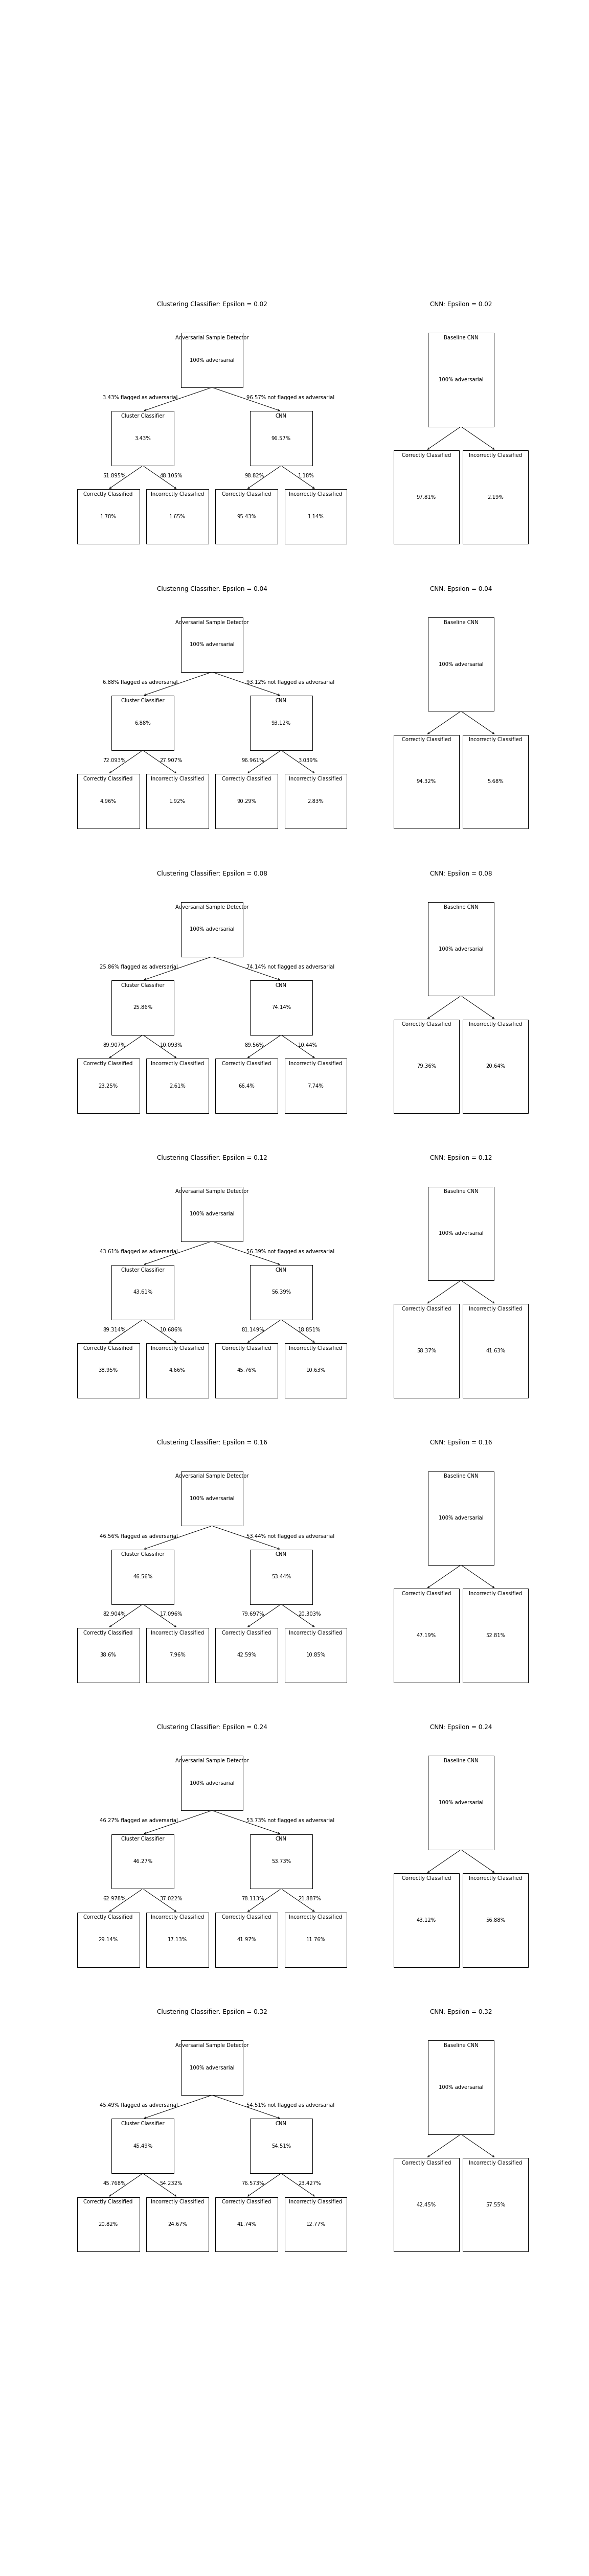 Clustering Classifier: Epsilon = 0.02
CNN: Epsilon = 0.02
Adversarial Sample Detector
Baseline CNN
100% adversarial
100% adversarial
3.43% flagged as adversarial
96.57% not flagged as adversarial
Cluster Classifier
CNN
3.43%
96.57%
Correctly Classified
Incorrectly Classified
51.895%
48.105%
98.82%
1.18%
Correctly Classified
Incorrectly Classified
Correctly Classified
Incorrectly Classified
97.81%
2.19%
1.78%
1.65%
95.43%
1.14%
Clustering Classifier: Epsilon = 0.04
CNN: Epsilon = 0.04
Adversarial Sample Detector
Baseline CNN
100% adversarial
100% adversarial
6.88% flagged as adversarial
93.12% not flagged as adversarial
Cluster Classifier
CNN
6.88%
93.12%
Correctly Classified
Incorrectly Classified
72.093%
27.907%
96.961%
3.039%
Correctly Classified
Incorrectly Classified
Correctly Classified
Incorrectly Classified
94.32%
5.68%
4.96%
1.92%
90.29%
2.83%
Clustering Classifier: Epsilon = 0.08
CNN: Epsilon = 0.08
Adversarial Sample Detector
Baseline CNN
100% adversarial
100% adversarial
25.86% flagged as adversarial
74.14% not flagged as adversarial
Cluster Classifier
CNN
25.86%
74.14%
Correctly Classified
Incorrectly Classified
89.907%
10.093%
89.56%
10.44%
Correctly Classified
Incorrectly Classified
Correctly Classified
Incorrectly Classified
79.36%
20.64%
23.25%
2.61%
66.4%
7.74%
Clustering Classifier: Epsilon = 0.12
CNN: Epsilon = 0.12
Adversarial Sample Detector
Baseline CNN
100% adversarial
100% adversarial
43.61% flagged as adversarial
56.39% not flagged as adversarial
Cluster Classifier
CNN
43.61%
56.39%
Correctly Classified
Incorrectly Classified
89.314%
10.686%
81.149%
18.851%
Correctly Classified
Incorrectly Classified
Correctly Classified
Incorrectly Classified
58.37%
41.63%
38.95%
4.66%
45.76%
10.63%
Clustering Classifier: Epsilon = 0.16
CNN: Epsilon = 0.16
Adversarial Sample Detector
Baseline CNN
100% adversarial
100% adversarial
46.56% flagged as adversarial
53.44% not flagged as adversarial
Cluster Classifier
CNN
46.56%
53.44%
Correctly Classified
Incorrectly Classified
82.904%
17.096%
79.697%
20.303%
Correctly Classified
Incorrectly Classified
Correctly Classified
Incorrectly Classified
47.19%
52.81%
38.6%
7.96%
42.59%
10.85%
Clustering Classifier: Epsilon = 0.24
CNN: Epsilon = 0.24
Adversarial Sample Detector
Baseline CNN
100% adversarial
100% adversarial
46.27% flagged as adversarial
53.73% not flagged as adversarial
Cluster Classifier
CNN
46.27%
53.73%
Correctly Classified
Incorrectly Classified
62.978%
37.022%
78.113%
21.887%
Correctly Classified
Incorrectly Classified
Correctly Classified
Incorrectly Classified
43.12%
56.88%
29.14%
17.13%
41.97%
11.76%
Clustering Classifier: Epsilon = 0.32
CNN: Epsilon = 0.32
Adversarial Sample Detector
Baseline CNN
100% adversarial
100% adversarial
45.49% flagged as adversarial
54.51% not flagged as adversarial
Cluster Classifier
CNN
45.49%
54.51%
Correctly Classified
Incorrectly Classified
45.768%
54.232%
76.573%
23.427%
Correctly Classified
Incorrectly Classified
Correctly Classified
Incorrectly Classified
42.45%
57.55%
20.82%
24.67%
41.74%
12.77%